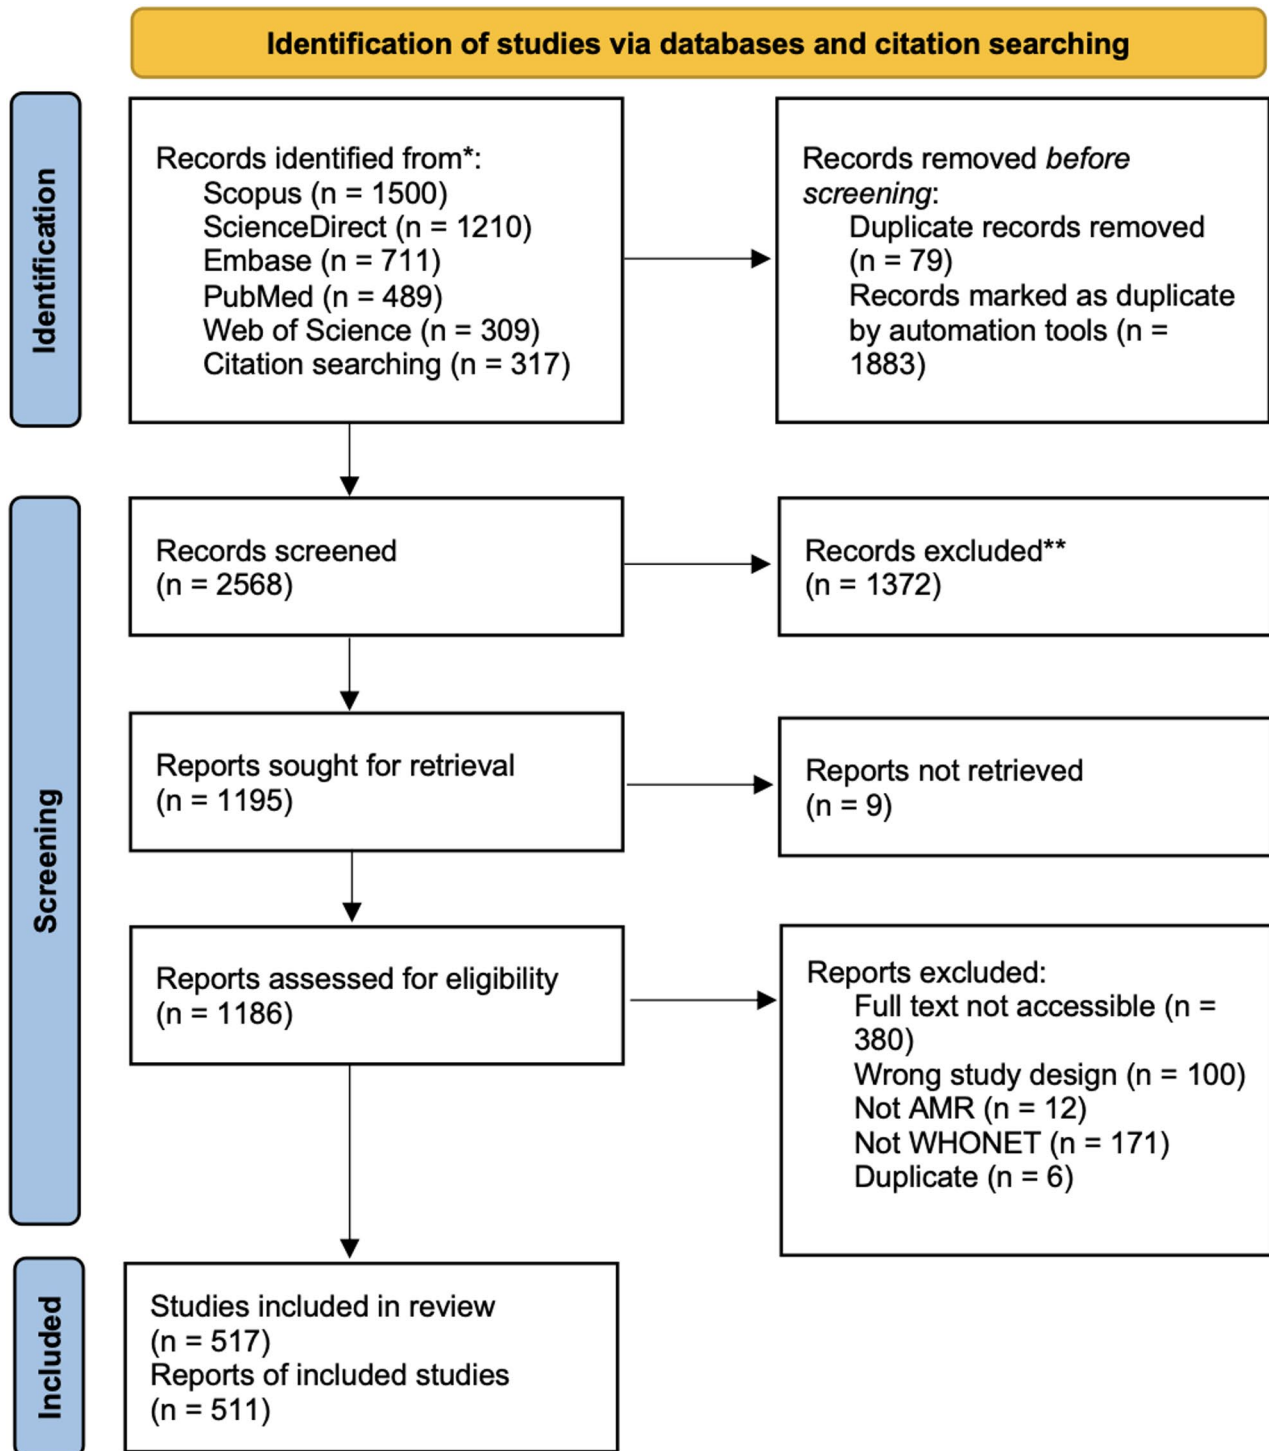 Identification of studies via databases and citation searching
Identification
Records identified from*:
Scopus (n = 1500)
ScienceDirect (n = 1210)
Embase (n = 711)
PubMed (n = 489)
Web of Science (n = 309)
Citation searching (n = 317)
Records removed before
screening:
Duplicate records removed
(n = 79)
Records marked as duplicate
by automation tools (n =
1883)
Screening
Records screened
(n = 2568)
Records excluded**
(n = 1372)
Reports sought for retrieval
(n = 1195)
Reports not retrieved
(n = 9)
Reports assessed for eligibility
(n = 1186)
Reports excluded:
Full text not accessible (n =
380)
Wrong study design (n = 100)
Not AMR (n = 12)
Not WHONET (n = 171)
Duplicate (n = 6)
Included
Studies included in review
(n = 517)
Reports of included studies
(n = 511)